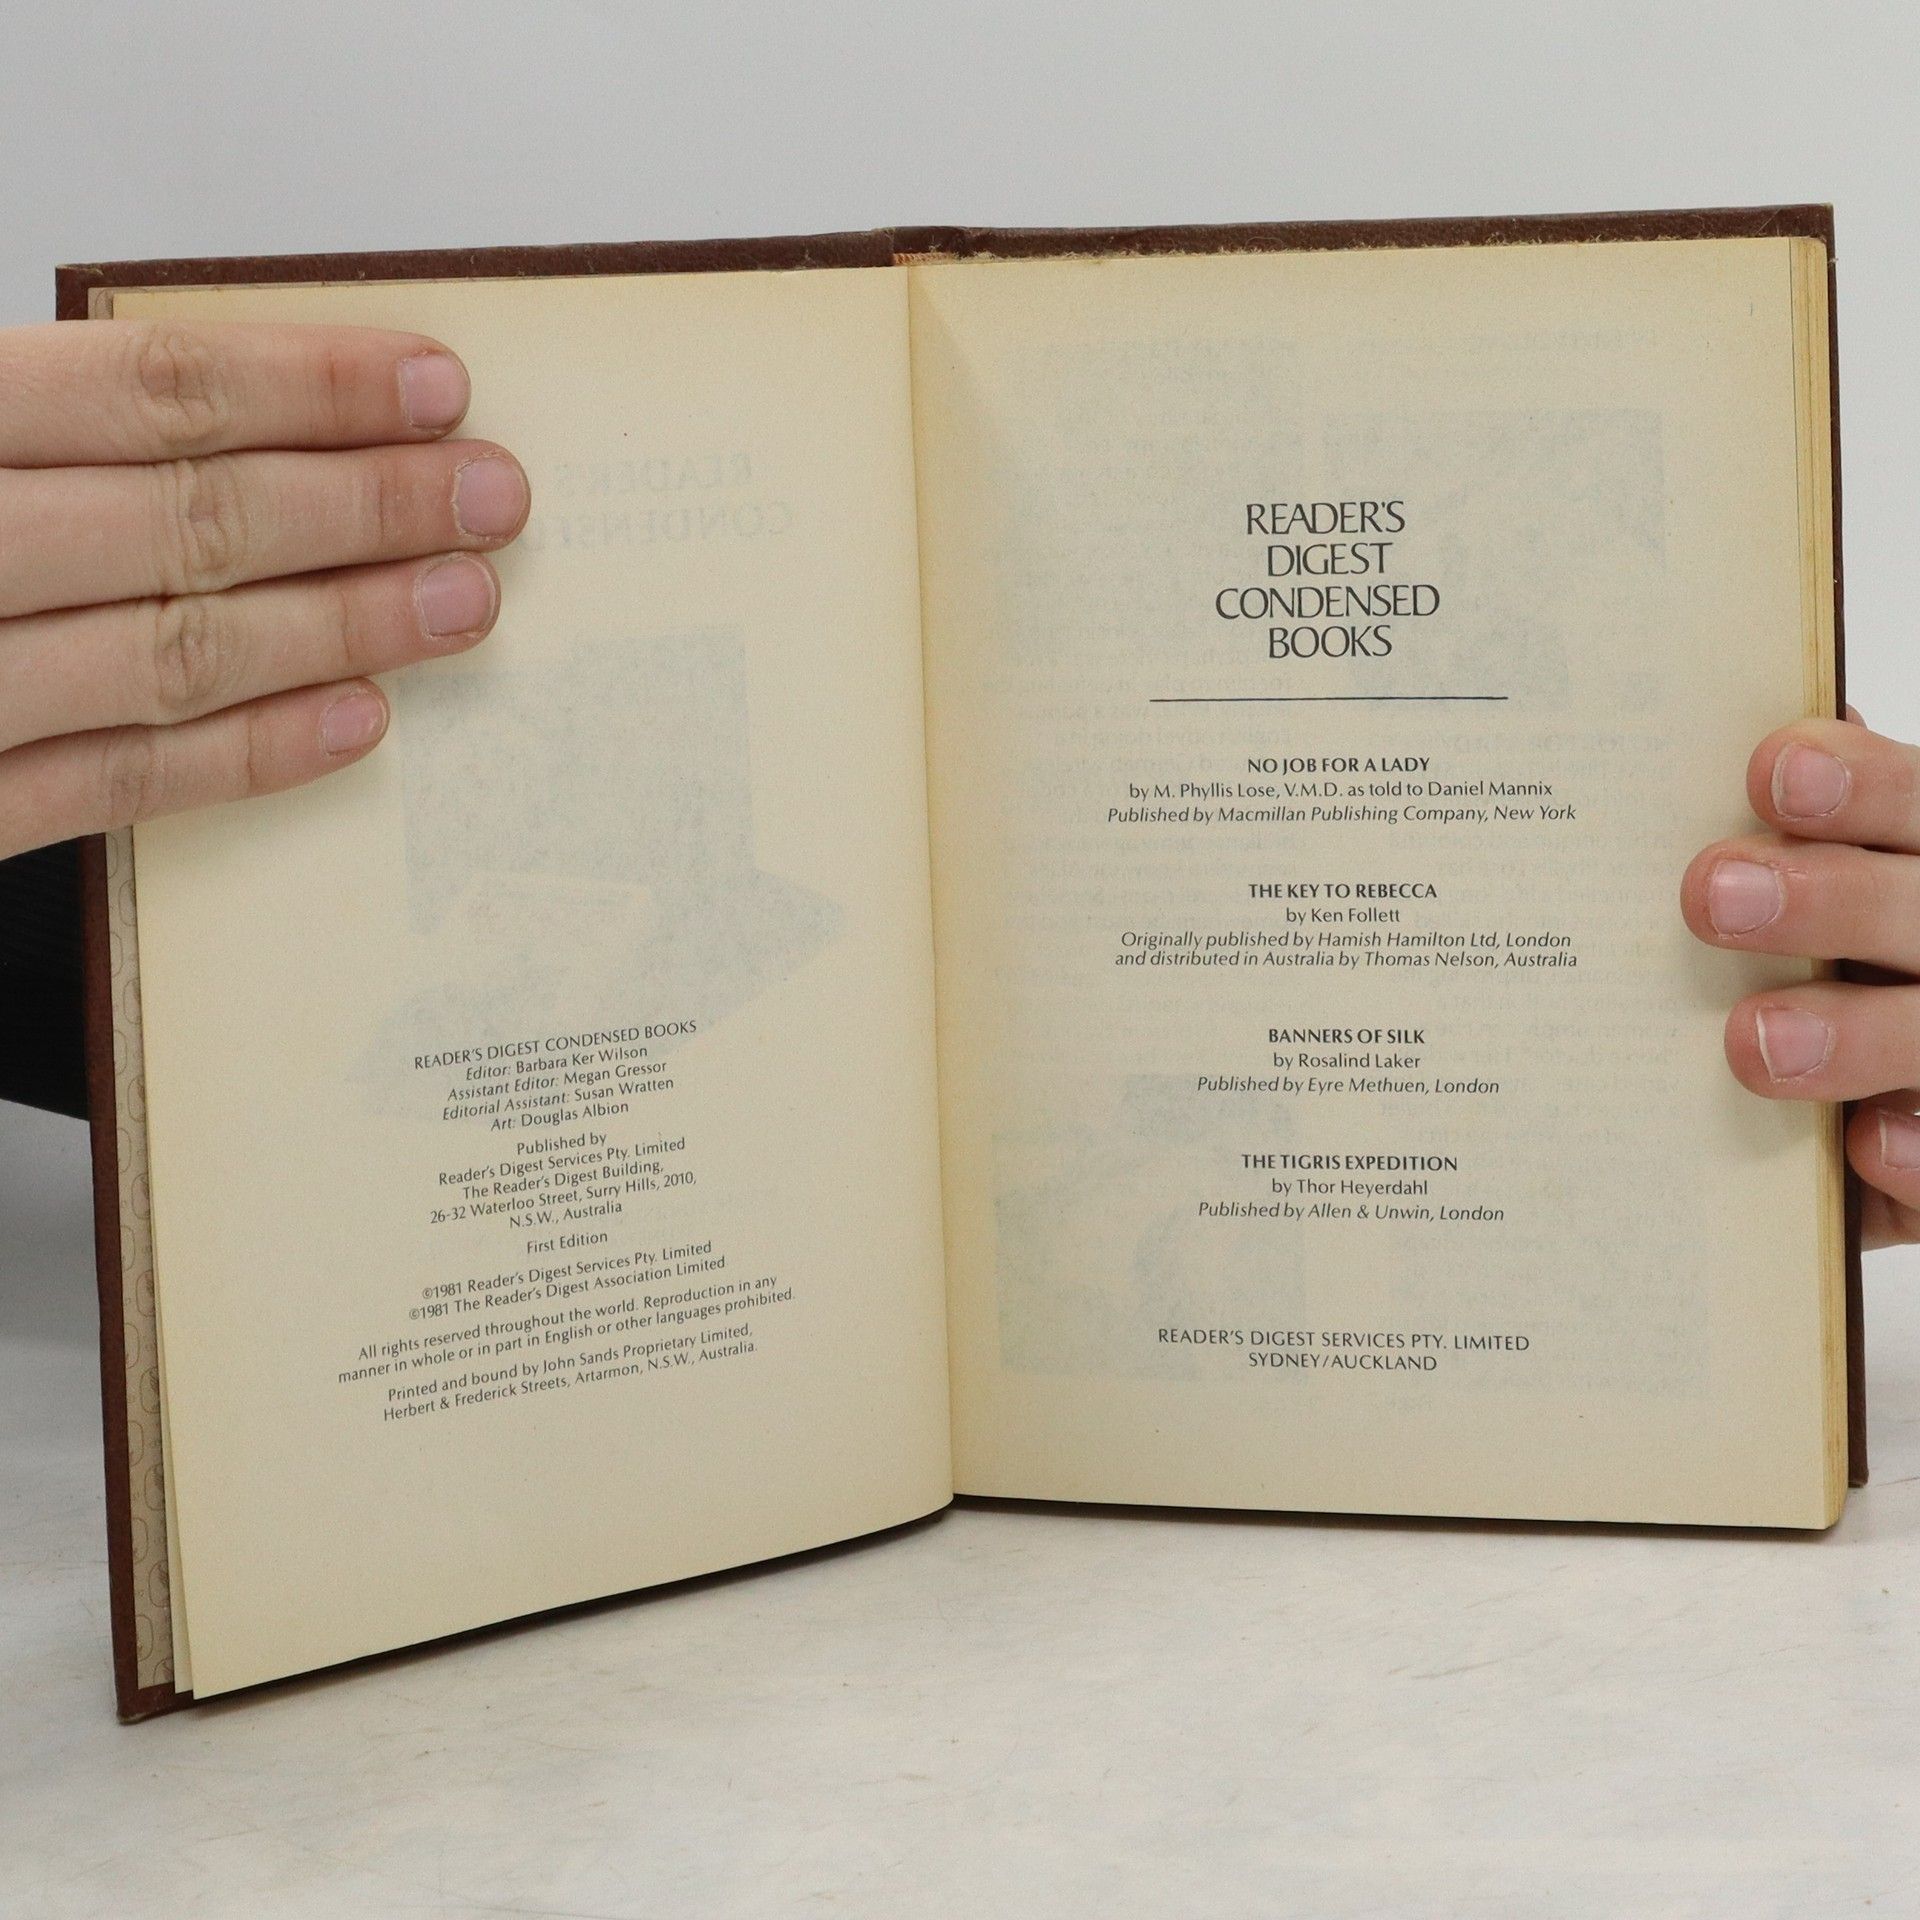 READER'S DIGEST CONDENSED BOOKS
Editor: Barbara Ker Wilson
Assistant Editor: Megan Gressor
Editorial Assistant: Susan Wratten
Art: Douglas Albion
Published by
Reader's Digest Services Pty. Limited
The Reader's Digest Building,
26-32 Waterloo Street, Surry Hills, 2010,
N.S.W., Australia
First Edition
©1981 Reader's Digest Services Pty. Limited
©1981 The Reader's Digest Association Limited
All rights reserved throughout the world. Reproduction in any
manner in whole or in part in English or other languages prohibited.
Printed and bound by John Sands Proprietary Limited,
Herbert & Frederick Streets, Artarmon, N.S.W., Australia.
READER'S
DIGEST
CONDENSED
BOOKS
NO JOB FOR A LADY
by M. Phyllis Lose, V.M.D. as told to Daniel Mannix
Published by Macmillan Publishing Company, New York
THE KEY TO REBECCA
by Ken Follett
Originally published by Hamish Hamilton Ltd, London
and distributed in Australia by Thomas Nelson, Australia
BANNERS OF SILK
by Rosalind Laker
Published by Eyre Methuen, London
THE TIGRIS EXPEDITION
by Thor Heyerdahl
Published by Allen & Unwin, London
READER'S DIGEST SERVICES PTY. LIMITED
SYDNEY/AUCKLAND